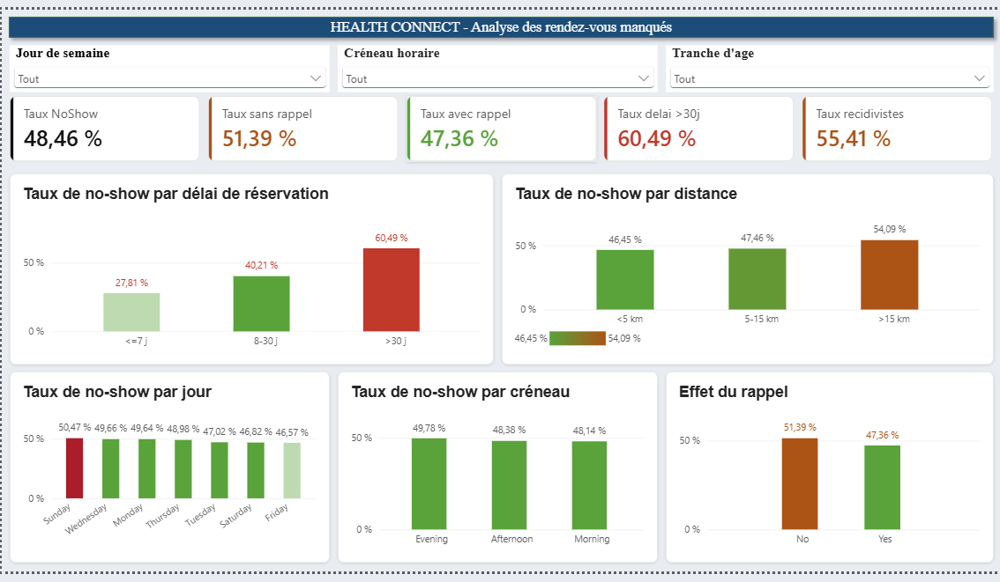 HEALTH CONNECT - Analyse des rendez-vous manqués
Jour de semaine
Tout
Créneau horaire
Tout
Tranche d'age
Tout
Taux NoShow
48,46 %
Taux sans rappel
51,39 %
Taux avec rappel
47,36 %
Taux delai >30j
60,49 %
Taux recidivistes
55,41 %
Taux de no-show par délai de réservation
60,49 %
50 %
40,21 %
27,81 %
0 %
<=7 j
8-30 j
>30 j
Taux de no-show par distance
54,09 %
50 %
46,45 %
47,46 %
0 %
<5 km
5-15 km
>15 km
46,45 %
54,09 %
Taux de no-show par jour
50,47 % 49,66 % 49,64 % 48,98 % 47,02 % 46,82 % 46,57 %
50 %
0 %
Sunday
Wednesday
Monday
Thursday
Tuesday
Saturday
Friday
Taux de no-show par créneau
49,78 %
48,38 %
48,14 %
50 %
0 %
Evening
Afternoon
Morning
Effet du rappel
51,39 %
47,36 %
50 %
0 %
No
Yes